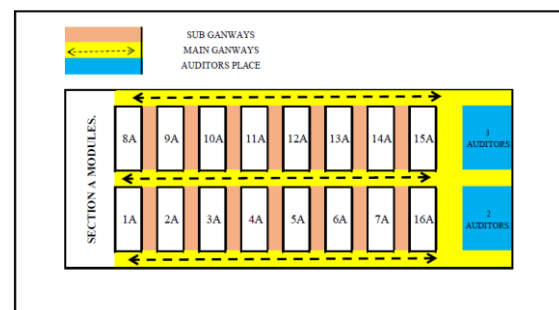 SUB GANWAYS
MAIN GANWAYS
AUDITORS PLACE
SECTION A MODULES.
8A 9A 10A 11A 12A 13A 14A 15A
3
AUDITORS
1A 2A 3A 4A 5A 6A 7A 16A
2
AUDITORS